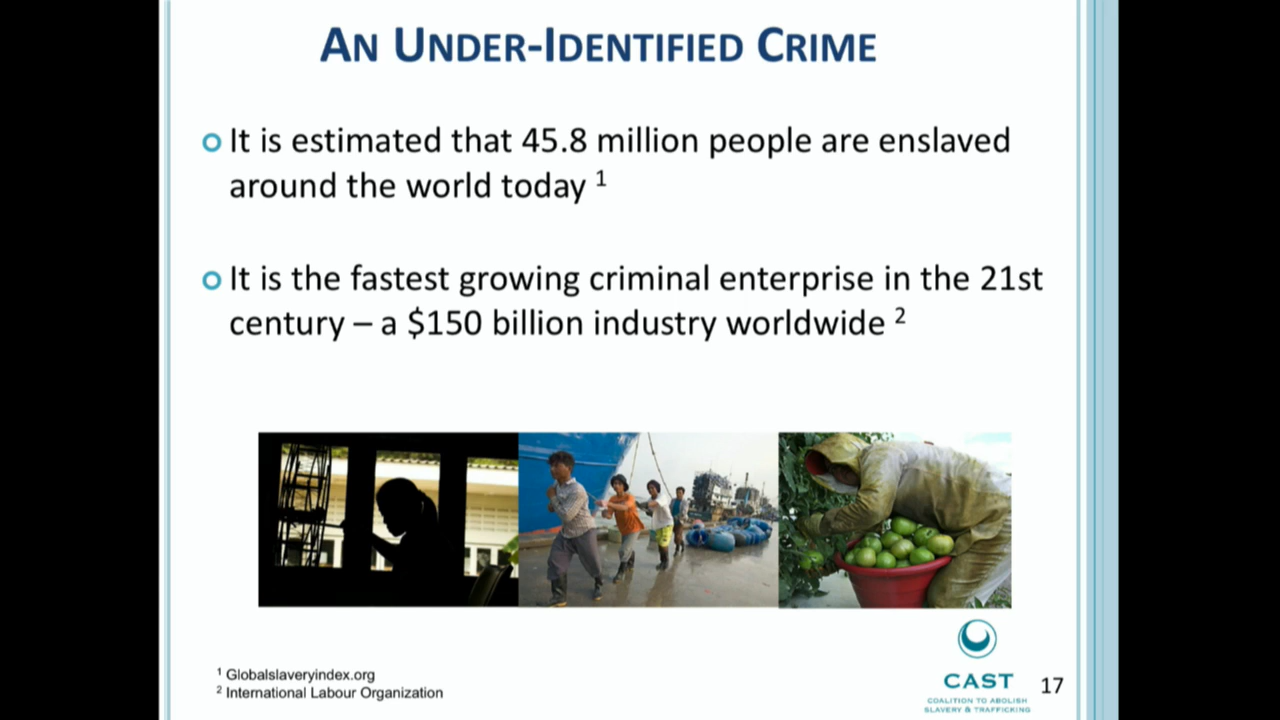 AN UNDER-IDENTIFIED CRIME
It is estimated that 45.8 million people are enslaved
around the world today 1
It is the fastest growing criminal enterprise in the 21st
century – a $150 billion industry worldwide 2
1 Globalslaveryindex.org
2 International Labour Organization
CAST
COALITION TO ABOLISH
SLAVERY & TRAFFICKING
17